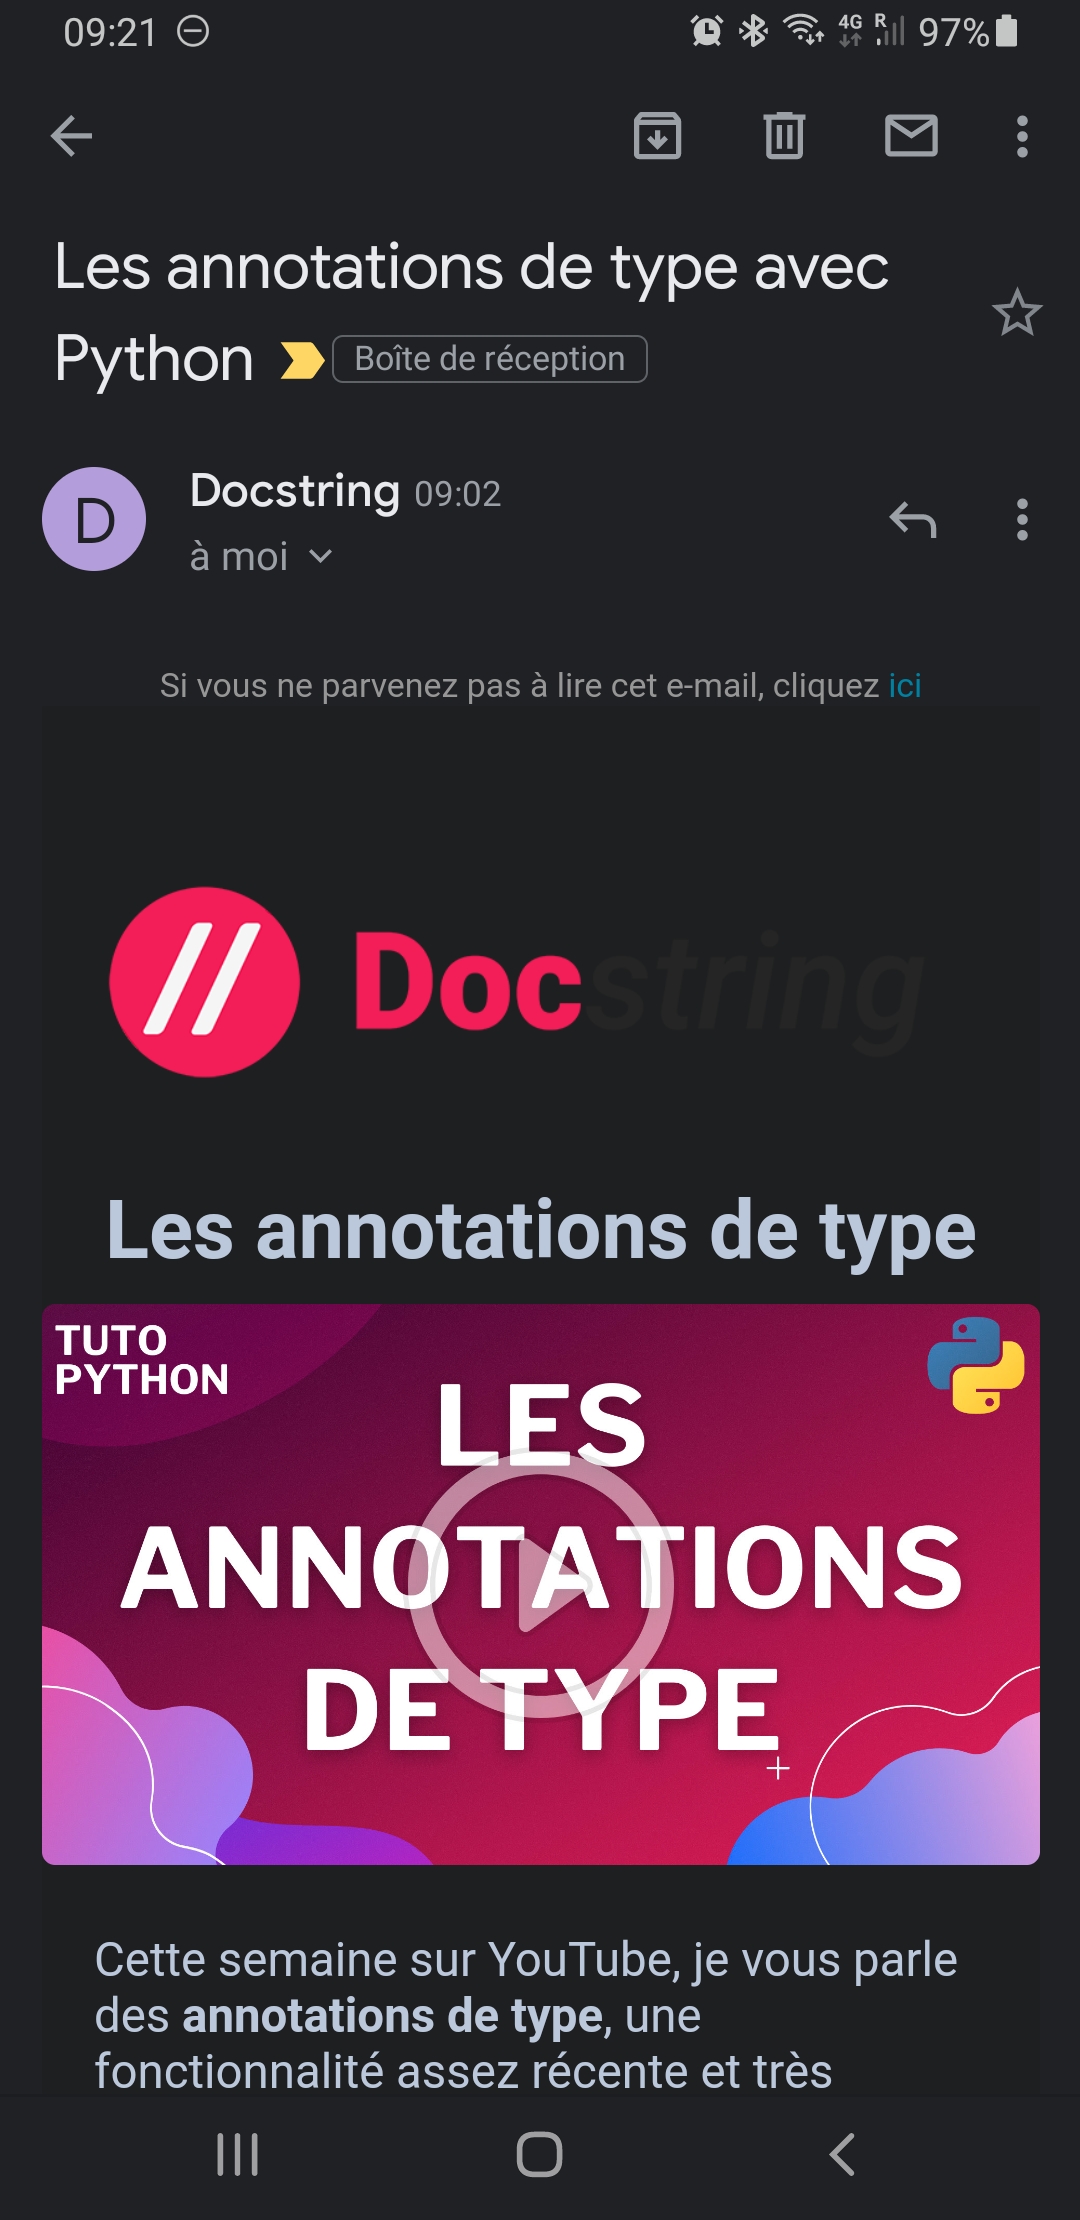 09:21
4G R 97%
Les annotations de type avec
Python Boîte de réception
D
Docstring 09:02
à moi
Si vous ne parvenez pas à lire cet e-mail, cliquez ici
Docstring
Les annotations de type
TUTO
PYTHON
LES
ANNOTATIONS
DE TYPE
Cette semaine sur YouTube, je vous parle
des annotations de type, une
fonctionnalité assez récente et très